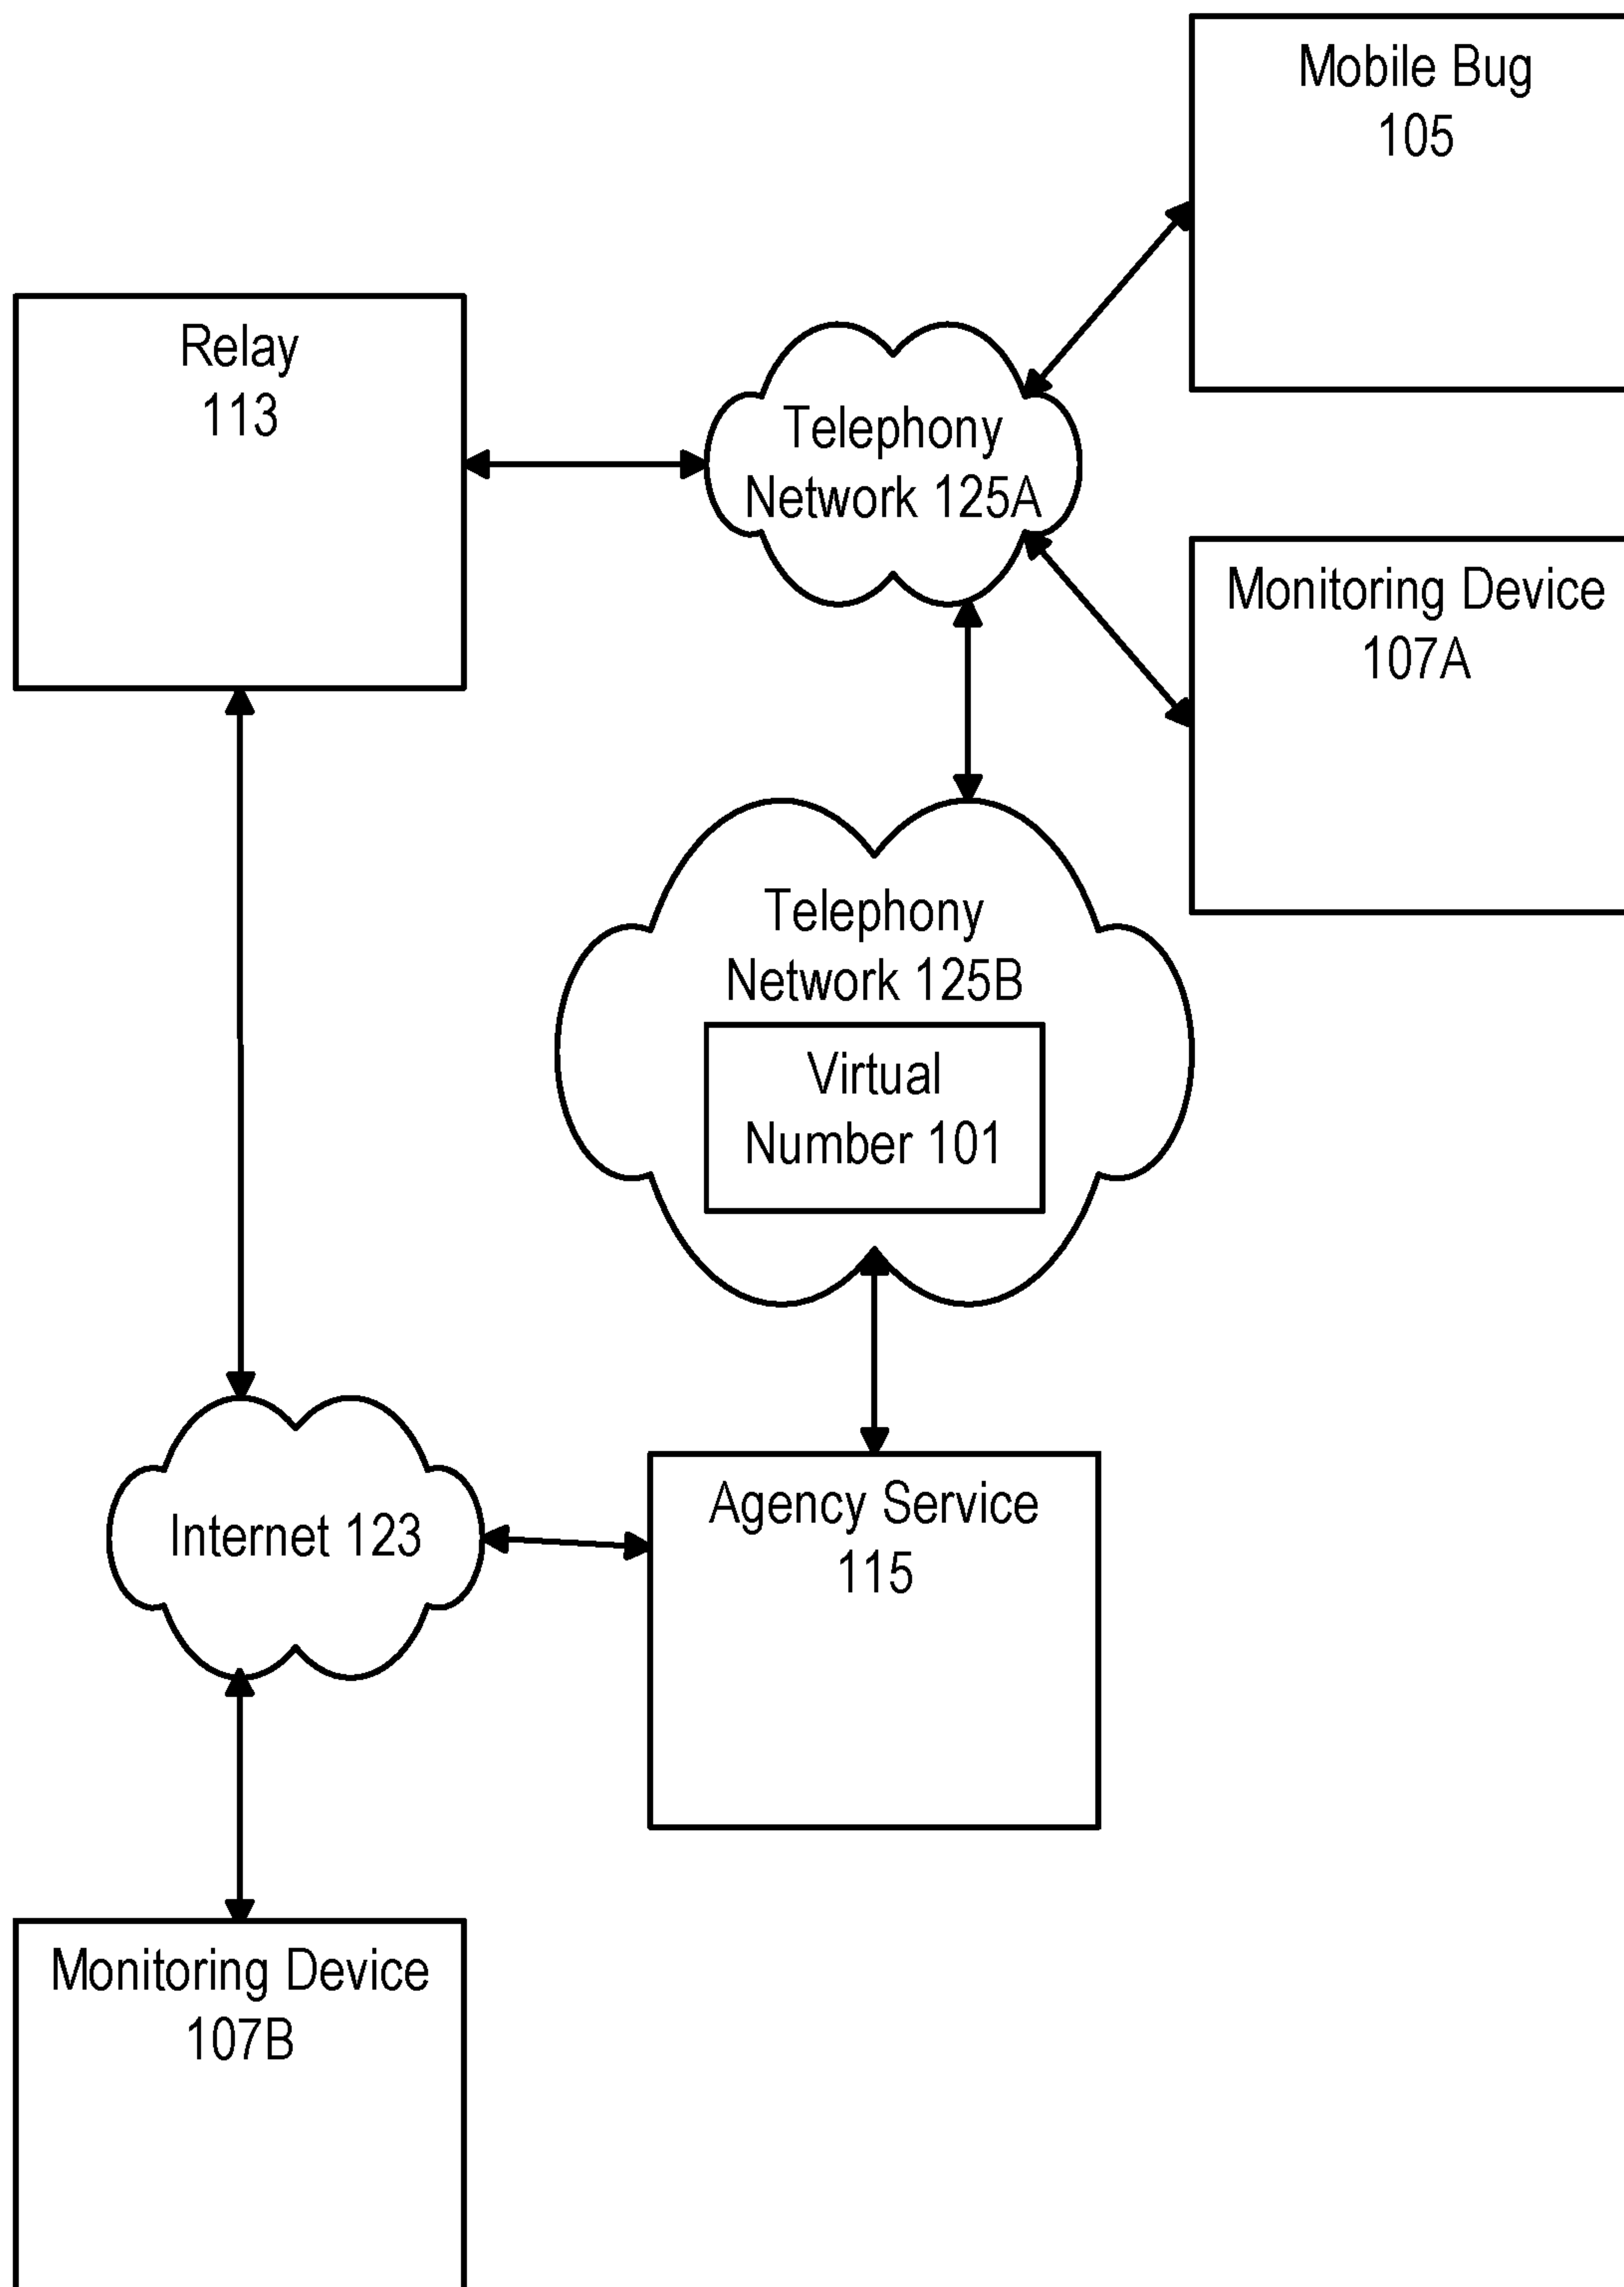 Mobile Bug
105
Relay
113
Telephony
Network 125A
Monitoring Device
107A
Telephony
Network 125B
Virtual
Number 101
Internet 123
Agency Service
115
Monitoring Device
107B